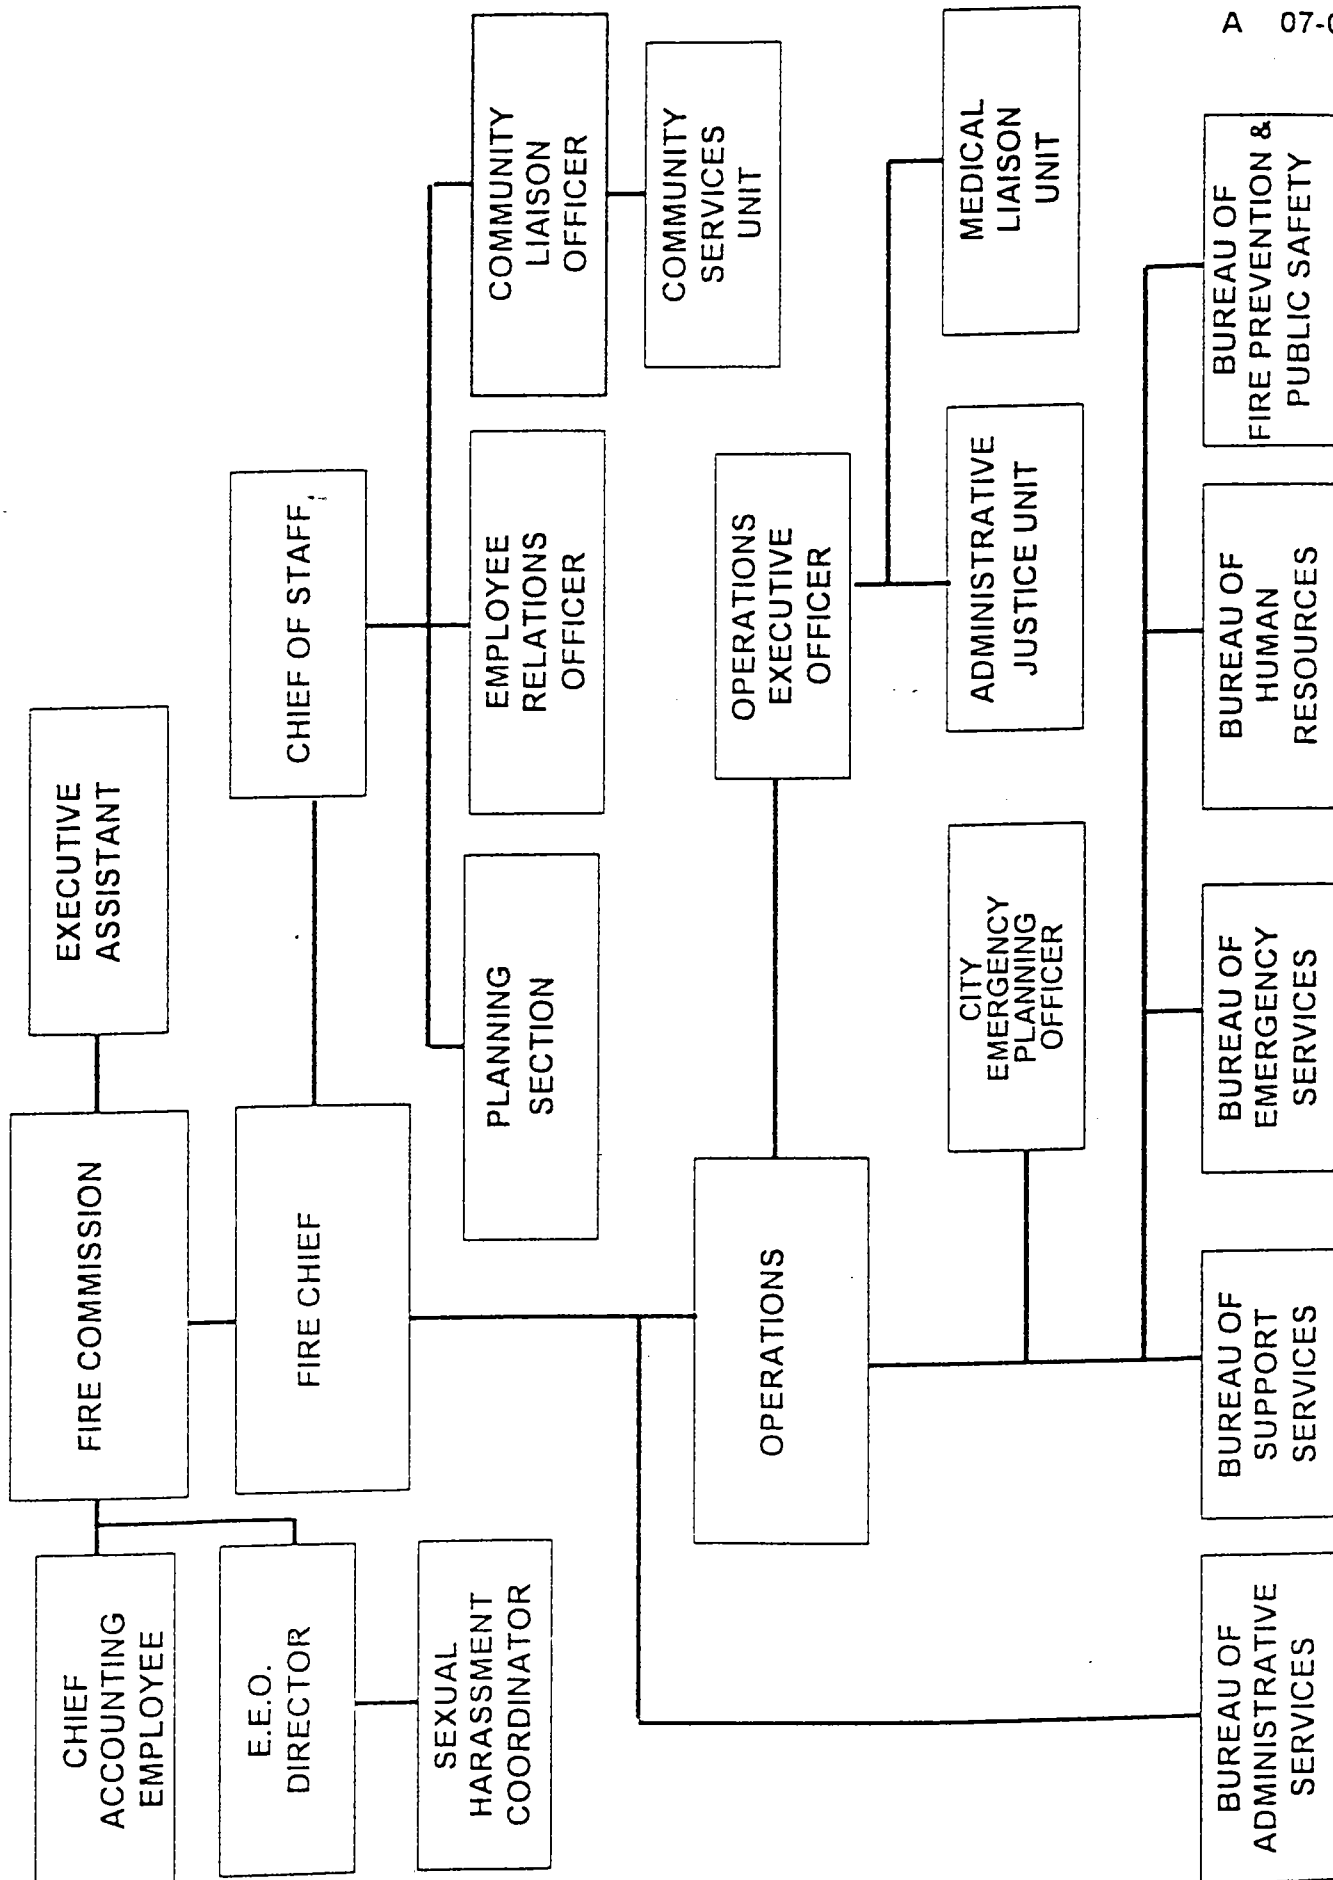 A 07-0
FIRE COMMISSION
EXECUTIVE
ASSISTANT
CHIEF
ACCOUNTING
EMPLOYEE
E.E.O.
DIRECTOR
SEXUAL
HARASSMENT
COORDINATOR
FIRE CHIEF
CHIEF OF STAFF
PLANNING
SECTION
EMPLOYEE
RELATIONS
OFFICER
COMMUNITY
LIAISON
OFFICER
COMMUNITY
SERVICES
UNIT
OPERATIONS
OPERATIONS
EXECUTIVE
OFFICER
ADMINISTRATIVE
JUSTICE UNIT
MEDICAL
LIAISON
UNIT
CITY
EMERGENCY
PLANNING
OFFICER
BUREAU OF
ADMINISTRATIVE
SERVICES
BUREAU OF
SUPPORT
SERVICES
BUREAU OF
EMERGENCY
SERVICES
BUREAU OF
HUMAN
RESOURCES
BUREAU OF
FIRE PREVENTION &
PUBLIC SAFETY